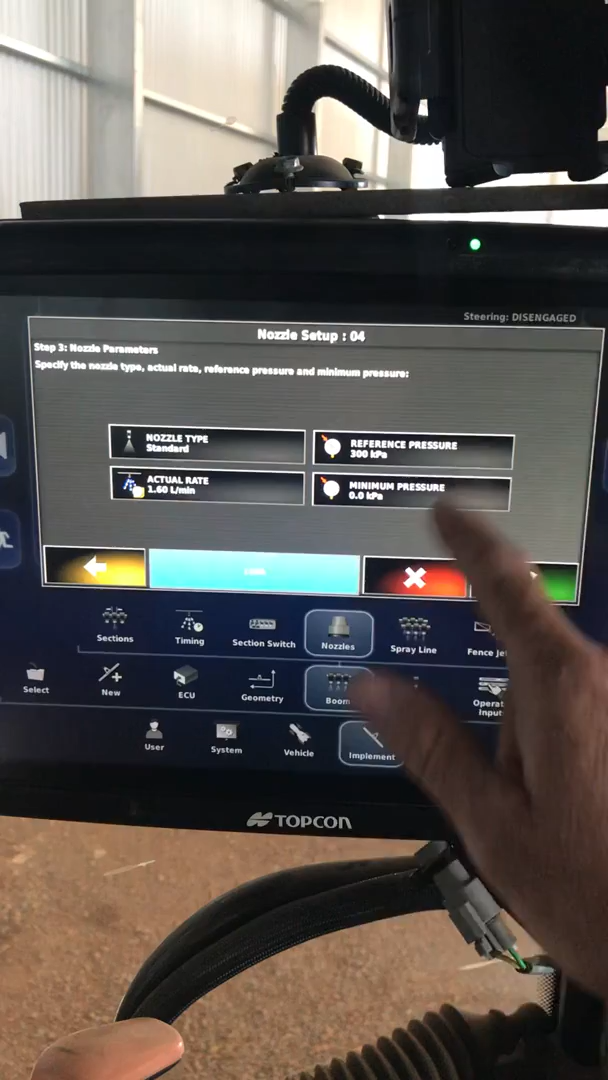 Steering: DISENGAGED
Nozzle Setup : 04
Step 3: Nozzle Parameters
Specify the nozzle type, actual rate, reference pressure and minimum pressure:
NOZZLE TYPE
Standard
REFERENCE PRESSURE
300 kPa
ACTUAL RATE
1.60 L/min
MINIMUM PRESSURE
0.0 kPa
Sections
Timing
Section Switch
Nozzles
Spray Line
Fence
Select
New
ECU
Geometry
Boom
Input
User
System
Vehicle
Implement
TOPCON